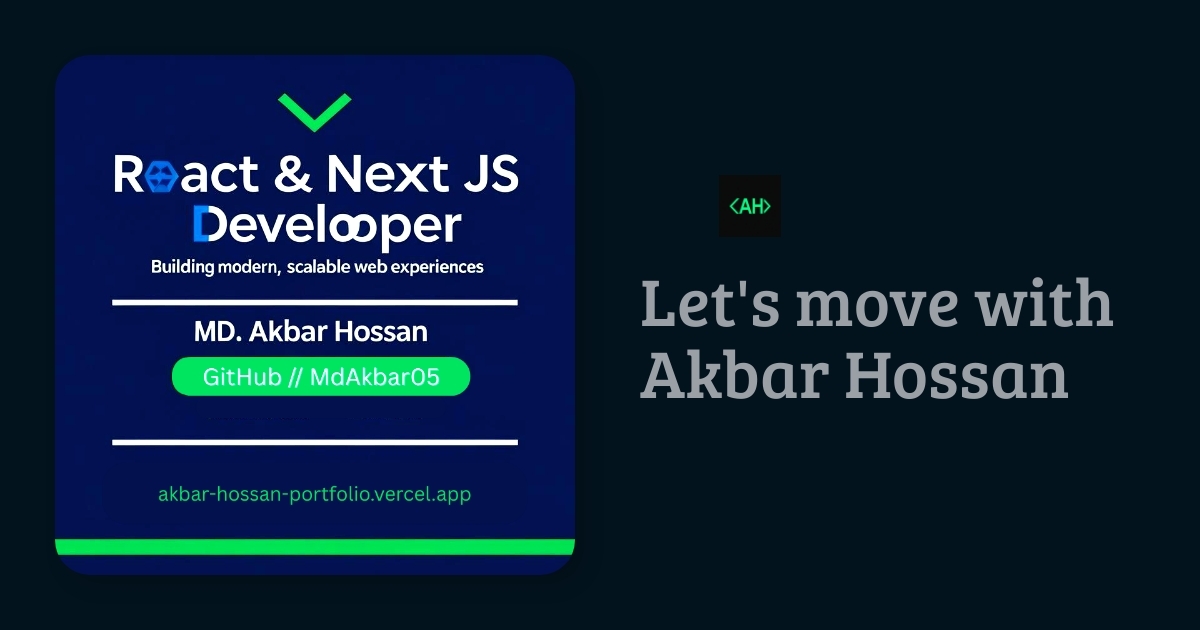 React & Next JS
Developer
Building modern, scalable web experiences
MD. Akbar Hossan
GitHub // MdAkbar05
akbar-hossan-portfolio.vercel.app
<AH>
Let's move with
Akbar Hossan